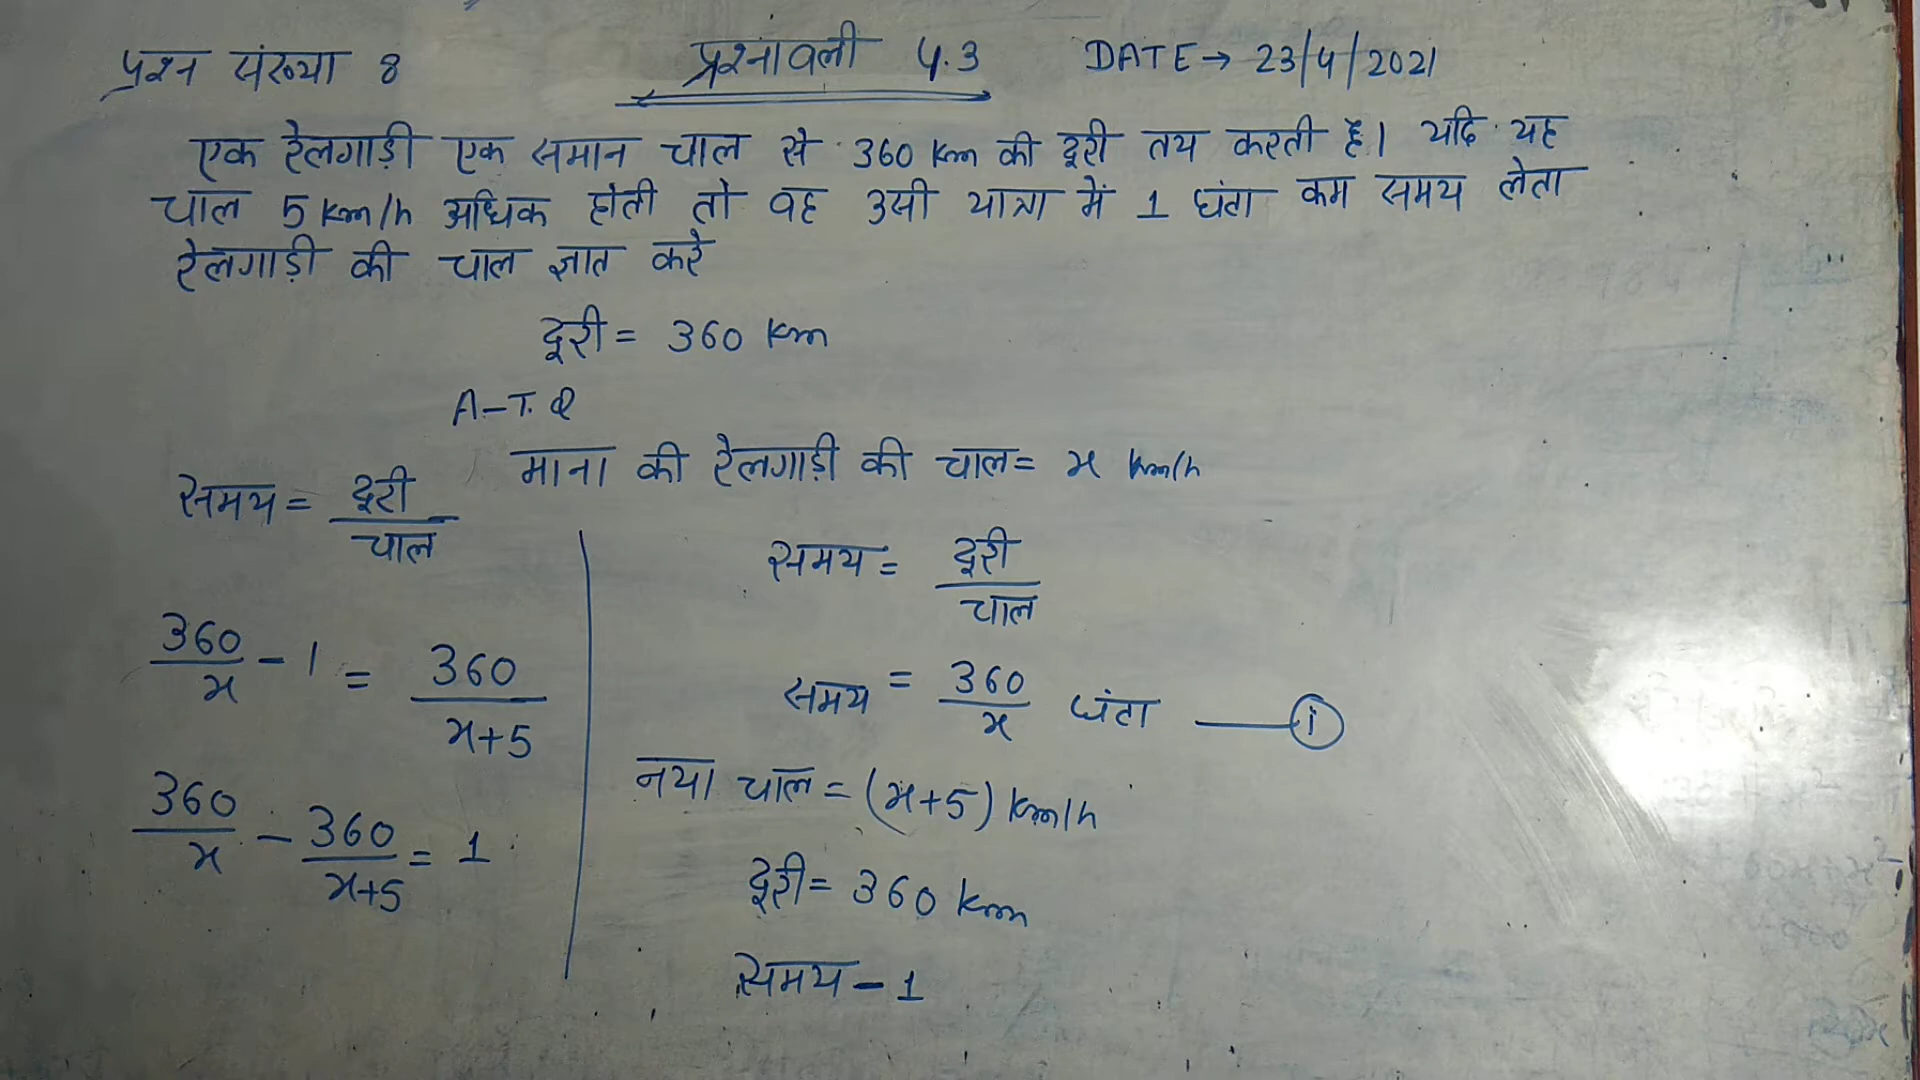 प्रश्न संख्या 8 प्रश्नावली 4.3 DATE→ 23/4/2021
एक रेलगाड़ी एक समान चाल से 360 Km की दूरी तय करती है। यदि यह
चाल 5 Km/h अधिक होती तो वह उसी यात्रा में 1 घंटा कम समय लेता
रेलगाड़ी की चाल ज्ञात करे
दूरी = 360 Km
A-T.Q
माना की रेलगाड़ी की चाल = x km/h
समय = दूरी/चाल
360/x - 1 = 360/x+5
360/x - 360/x+5 = 1
समय = दूरी/चाल
समय = 360/x घंटा —(i)
नया चाल = (x+5) Km/h
दूरी = 360 Km
समय - 1